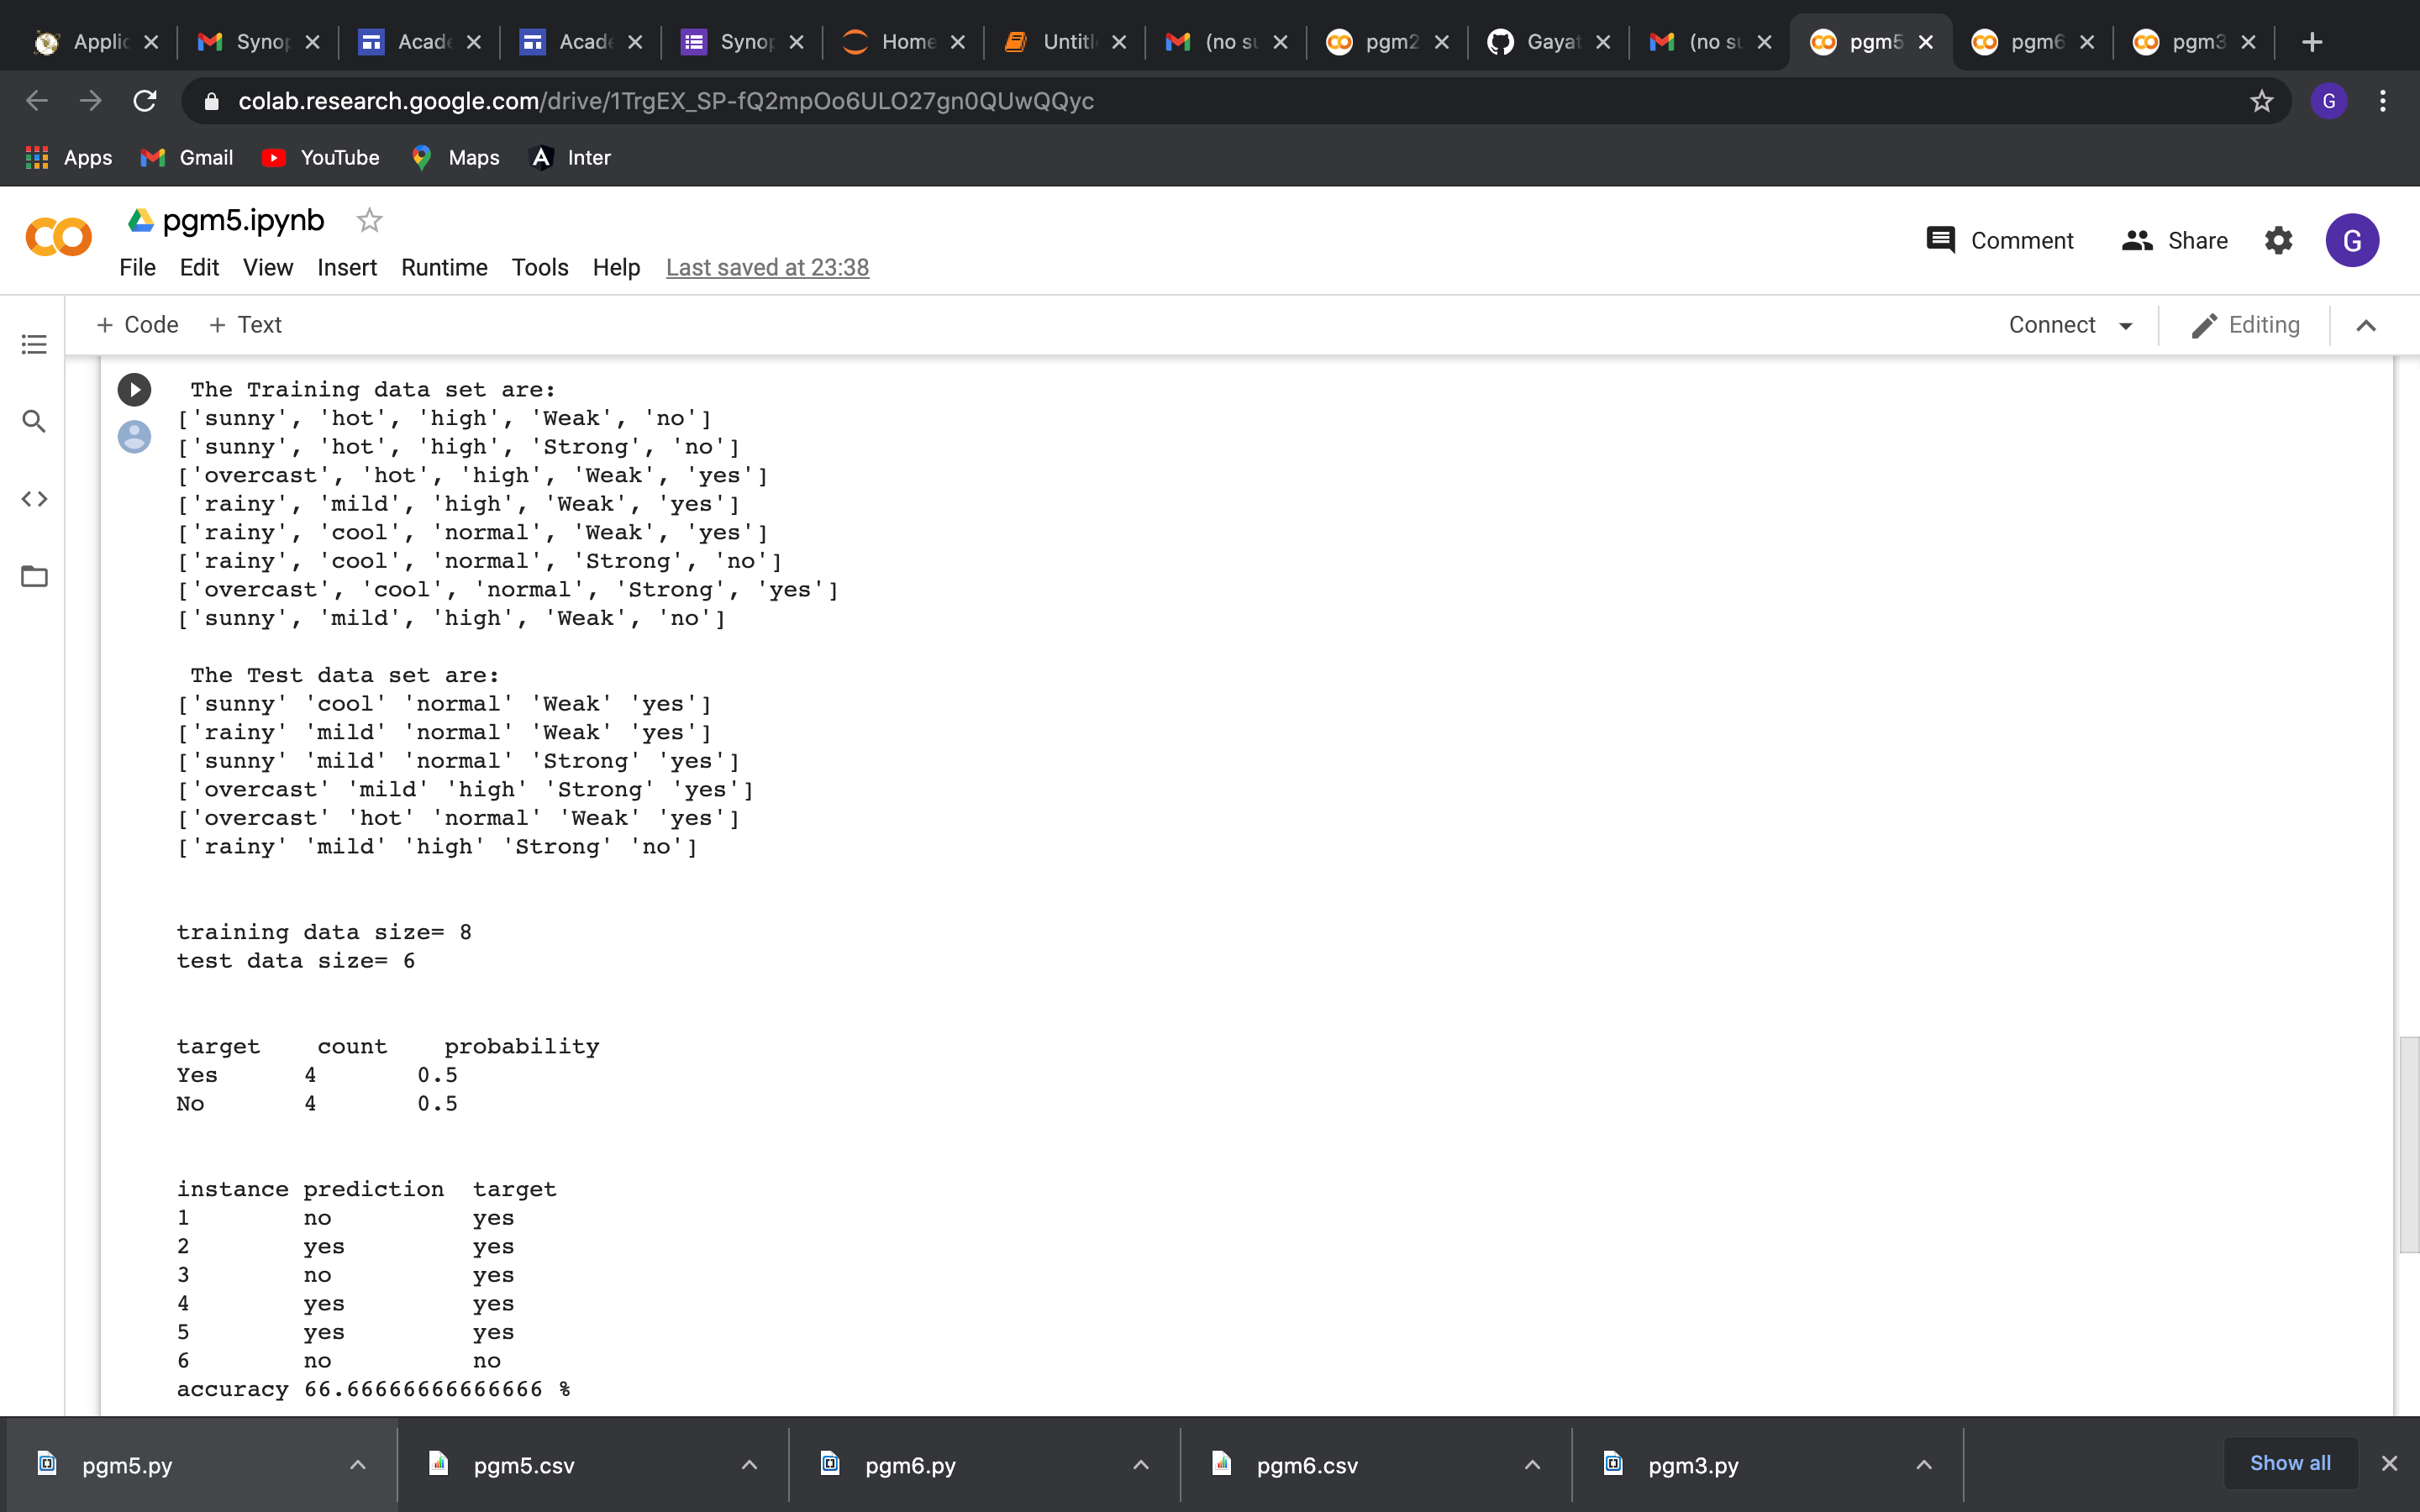 Applic
Synop
Acade
Acade
Synop
Home
Untitl
(no su
pgm2
Gayat
(no su
pgm5
pgm6
pgm3
colab.research.google.com/drive/1TrgEX_SP-fQ2mpOo6ULO27gn0QUwQQyc
G
Apps Gmail YouTube Maps Inter
pgm5.ipynb
Comment Share G
File Edit View Insert Runtime Tools Help Last saved at 23:38
+ Code + Text Connect Editing
The Training data set are:
['sunny', 'hot', 'high', 'Weak', 'no']
['sunny', 'hot', 'high', 'Strong', 'no']
['overcast', 'hot', 'high', 'Weak', 'yes']
['rainy', 'mild', 'high', 'Weak', 'yes']
['rainy', 'cool', 'normal', 'Weak', 'yes']
['rainy', 'cool', 'normal', 'Strong', 'no']
['overcast', 'cool', 'normal', 'Strong', 'yes']
['sunny', 'mild', 'high', 'Weak', 'no']
The Test data set are:
['sunny' 'cool' 'normal' 'Weak' 'yes']
['rainy' 'mild' 'normal' 'Weak' 'yes']
['sunny' 'mild' 'normal' 'Strong' 'yes']
['overcast' 'mild' 'high' 'Strong' 'yes']
['overcast' 'hot' 'normal' 'Weak' 'yes']
['rainy' 'mild' 'high' 'Strong' 'no']
training data size= 8
test data size= 6
target count probability
Yes 4 0.5
No 4 0.5
instance prediction target
1 no yes
2 yes yes
3 no yes
4 yes yes
5 yes yes
6 no no
accuracy 66.66666666666666 %
pgm5.py pgm5.csv pgm6.py pgm6.csv pgm3.py Show all